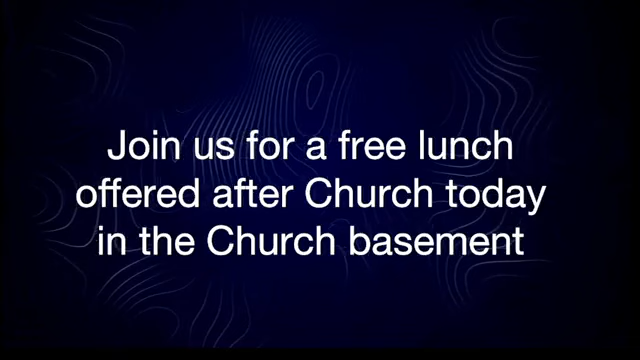 Join us for a free lunch
offered after Church today
in the Church basement